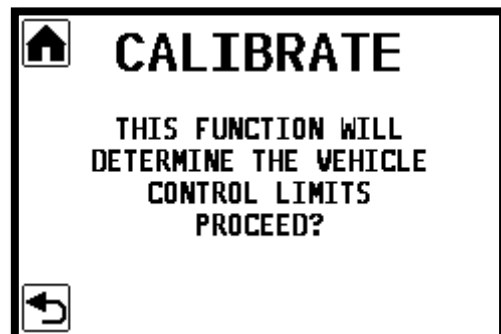 CALIBRATE
THIS FUNCTION WILL
DETERMINE THE VEHICLE
CONTROL LIMITS
PROCEED?